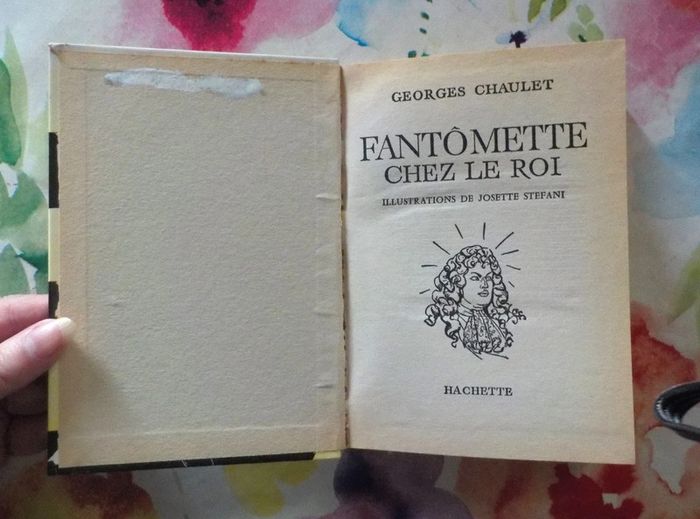 GEORGES CHAULET
FANTÔMETTE
CHEZ LE ROI
ILLUSTRATIONS DE JOSETTE STEFANI
HACHETTE